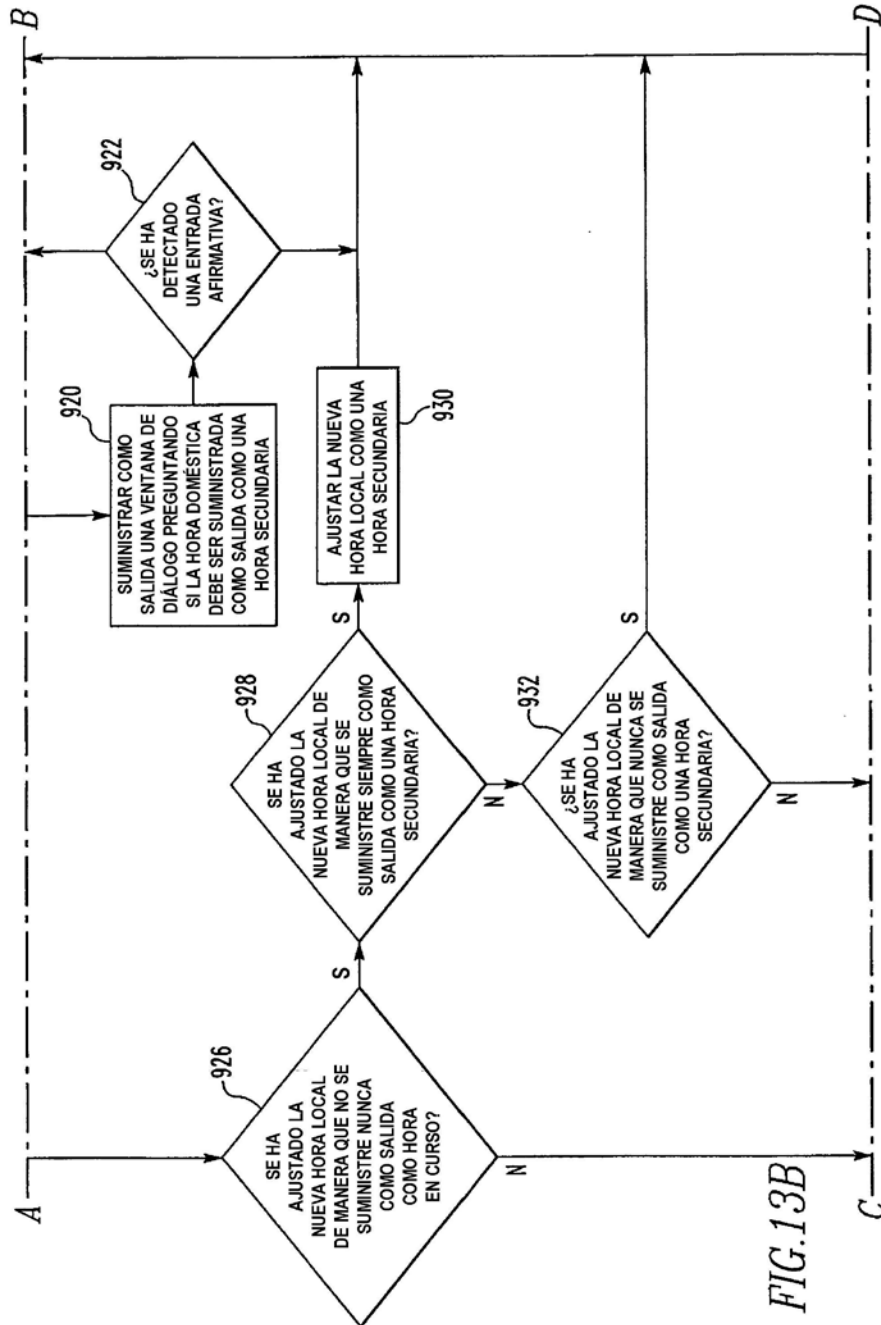 A
B
920
SUMINISTRAR COMO
SALIDA UNA VENTANA DE
DIÁLOGO PREGUNTANDO
SI LA HORA DOMÉSTICA
DEBE SER SUMINISTRADA
COMO SALIDA COMO UNA
HORA SECUNDARIA
922
¿SE HA
DETECTADO
UNA ENTRADA
AFIRMATIVA?
926
SE HA
AJUSTADO LA
NUEVA HORA LOCAL
DE MANERA QUE NO SE
SUMINISTRE NUNCA
COMO SALIDA
COMO HORA
EN CURSO?
S
N
928
SE HA
AJUSTADO LA
NUEVA HORA LOCAL DE
MANERA QUE SE
SUMINISTRE SIEMPRE COMO
SALIDA COMO UNA HORA
SECUNDARIA?
S
N
AJUSTAR LA NUEVA
HORA LOCAL COMO UNA
HORA SECUNDARIA
930
932
¿SE HA
AJUSTADO LA
NUEVA HORA LOCAL DE
MANERA QUE NUNCA SE
SUMINISTRE COMO SALIDA
COMO UNA HORA
SECUNDARIA?
S
N
C
D
FIG.13B